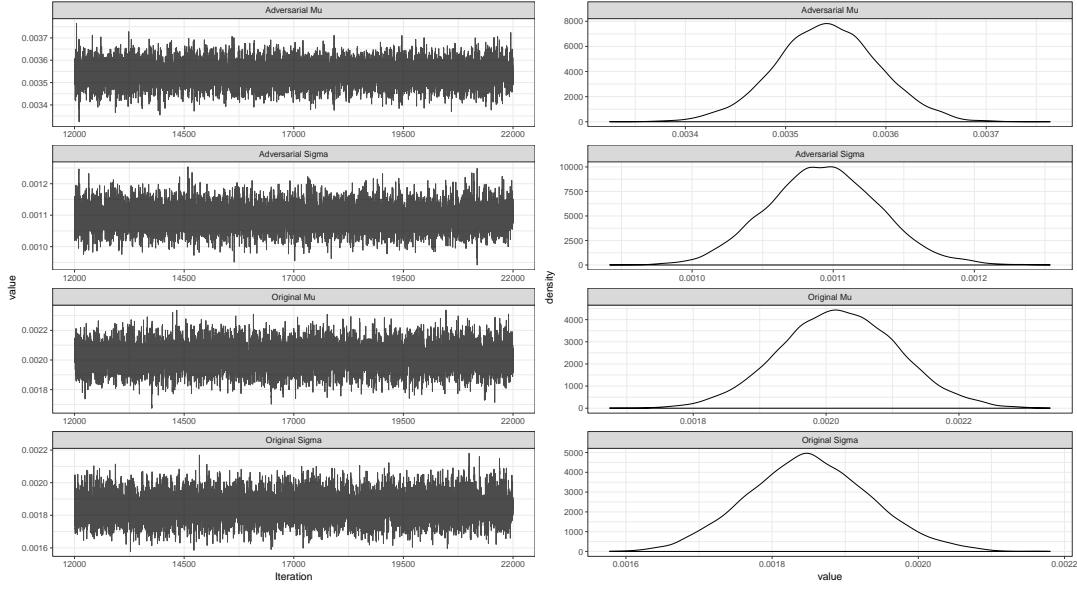 Adversarial Mu
0.0037
0.0036
0.0035
0.0034
12000 14500 17000 19500 22000
Adversarial Sigma
0.0012
0.0011
0.0010
12000 14500 17000 19500 22000
Original Mu
0.0022
0.0020
0.0018
12000 14500 17000 19500 22000
Original Sigma
0.0022
0.0020
0.0018
0.0016
12000 14500 17000 19500 22000
value
Iteration
Adversarial Mu
8000
6000
4000
2000
0
0.0034 0.0035 0.0036 0.0037
Adversarial Sigma
10000
7500
5000
2500
0
0.0010 0.0011 0.0012
Original Mu
4000
3000
2000
1000
0
0.0018 0.0020 0.0022
Original Sigma
5000
4000
3000
2000
1000
0
0.0016 0.0018 0.0020 0.0022
density
value